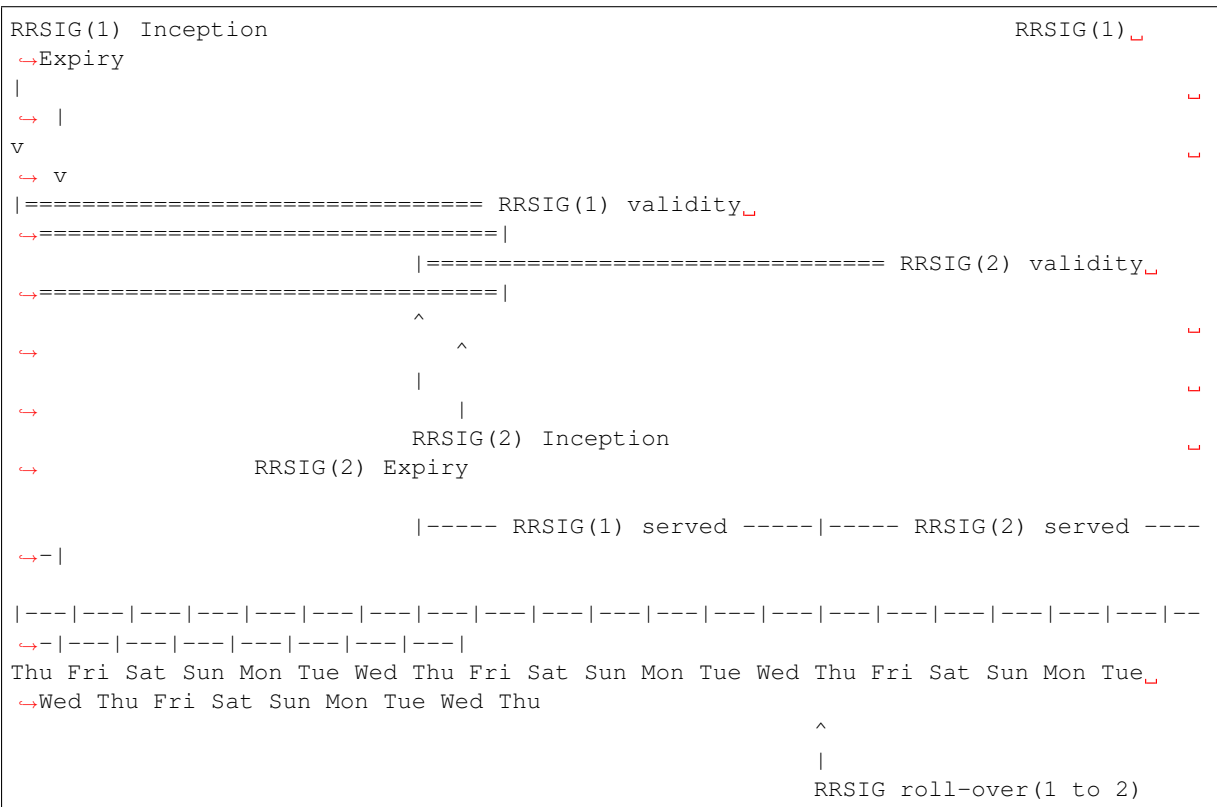 RRSIG(1) Inception                                                                                                        RRSIG(1)␣
↪Expiry
|                                                                                                                                 ␣
↪ |
v                                                                                                                                 ␣
↪ v
|================================ RRSIG(1) validity␣
↪================================|
                            |================================ RRSIG(2) validity␣
↪================================|
                            ^                                                     ␣
↪                              ^
                            |                                                     ␣
↪                              |
                            RRSIG(2) Inception                                    ␣
↪               RRSIG(2) Expiry
                            |----- RRSIG(1) served -----|----- RRSIG(2) served ----
↪-|
|---|---|---|---|---|---|---|---|---|---|---|---|---|---|---|---|---|---|---|---|--
↪-|---|---|---|---|---|---|---|
Thu Fri Sat Sun Mon Tue Wed Thu Fri Sat Sun Mon Tue Wed Thu Fri Sat Sun Mon Tue␣
↪Wed Thu Fri Sat Sun Mon Tue Wed Thu
                                                        ^
                                                        |
                                                        RRSIG roll-over(1 to 2)